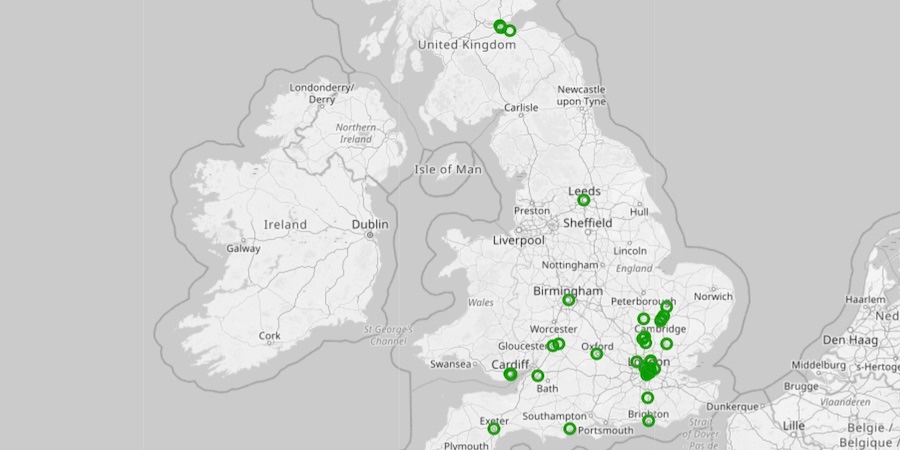 United Kingdom
Londonderry/
Derry
Newcastle
upon Tyne
Carlisle
Northern
Ireland
Isle of Man
Leeds
Preston
Hull
Ireland
Dublin
Sheffield
Liverpool
Galway
Lincoln
Nottingham
England
Birmingham
Peterborough
Norwich
Wales
Haarlem
Ned
Worcester
Cambridge
St George's
Channel
Cork
Gloucester
Oxford
Den Haag
Swansea
Cardiff
Middelburg
's-Hertoge
Bath
Brugge
Vlaanderen
Dunkerque
Southampton
Brighton
Exeter
Portsmouth
Strait
of Dover
Pas de
Lille
België /
Belgique /
Plymouth